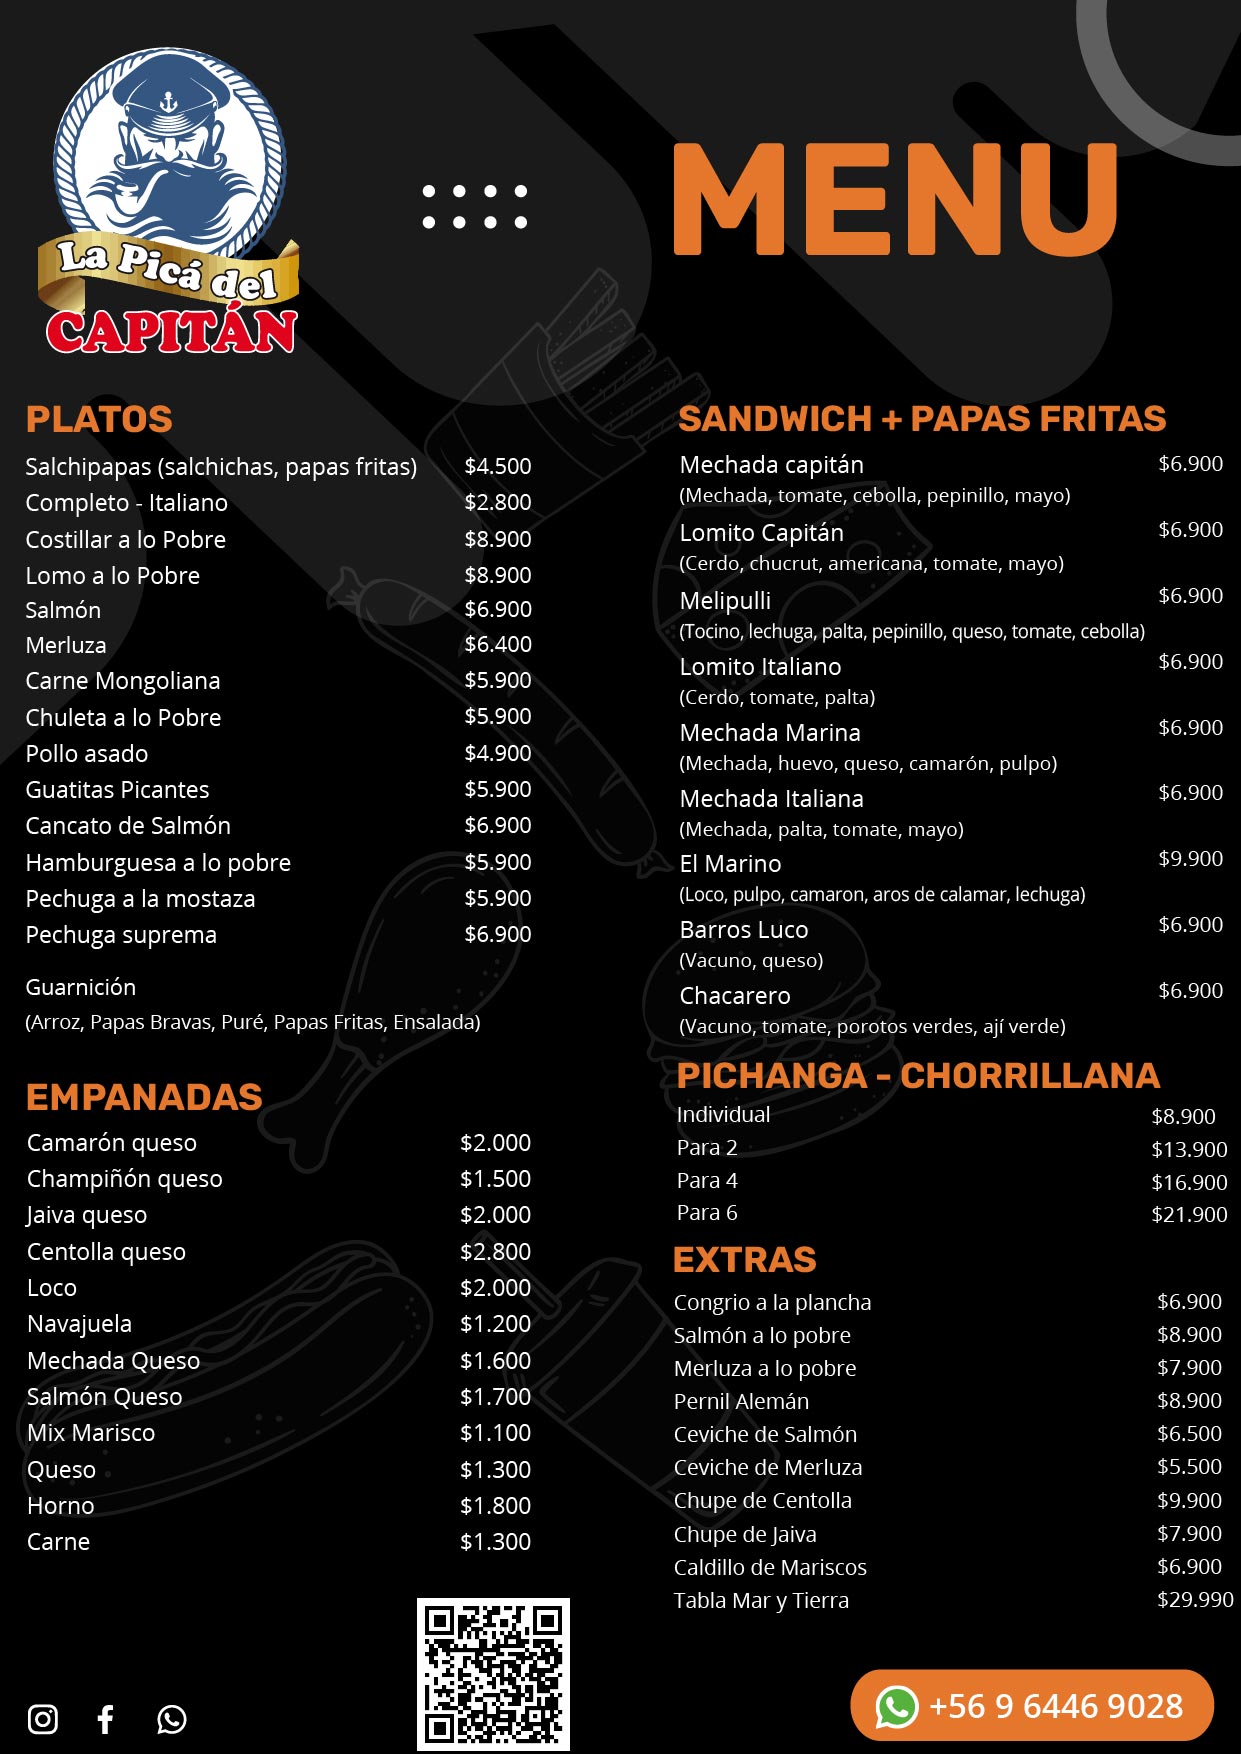 La Picá del
CAPITÁN
MENU
PLATOS
Salchipapas (salchichas, papas fritas) $4.500
Completo - Italiano $2.800
Costillar a lo Pobre $8.900
Lomo a lo Pobre $8.900
Salmón $6.900
Merluza $6.400
Carne Mongoliana $5.900
Chuleta a lo Pobre $5.900
Pollo asado $4.900
Guatitas Picantes $5.900
Cancato de Salmón $6.900
Hamburguesa a lo pobre $5.900
Pechuga a la mostaza $5.900
Pechuga suprema $6.900
Guarnición
(Arroz, Papas Bravas, Puré, Papas Fritas, Ensalada)
EMPANADAS
Camarón queso $2.000
Champiñón queso $1.500
Jaiva queso $2.000
Centolla queso $2.800
Loco $2.000
Navajuela $1.200
Mechada Queso $1.600
Salmón Queso $1.700
Mix Marisco $1.100
Queso $1.300
Horno $1.800
Carne $1.300
SANDWICH + PAPAS FRITAS
Mechada capitán $6.900
(Mechada, tomate, cebolla, pepinillo, mayo)
Lomito Capitán $6.900
(Cerdo, chucrut, americana, tomate, mayo)
Melipulli $6.900
(Tocino, lechuga, palta, pepinillo, queso, tomate, cebolla)
Lomito Italiano $6.900
(Cerdo, tomate, palta)
Mechada Marina $6.900
(Mechada, huevo, queso, camarón, pulpo)
Mechada Italiana $6.900
(Mechada, palta, tomate, mayo)
El Marino $9.900
(Loco, pulpo, camaron, aros de calamar, lechuga)
Barros Luco $6.900
(Vacuno, queso)
Chacarero $6.900
(Vacuno, tomate, porotos verdes, ají verde)
PICHANGA - CHORRILLANA
Individual $8.900
Para 2 $13.900
Para 4 $16.900
Para 6 $21.900
EXTRAS
Congrio a la plancha $6.900
Salmón a lo pobre $8.900
Merluza a lo pobre $7.900
Pernil Alemán $8.900
Ceviche de Salmón $6.500
Ceviche de Merluza $5.500
Chupe de Centolla $9.900
Chupe de Jaiva $7.900
Caldillo de Mariscos $6.900
Tabla Mar y Tierra $29.990
+56 9 6446 9028